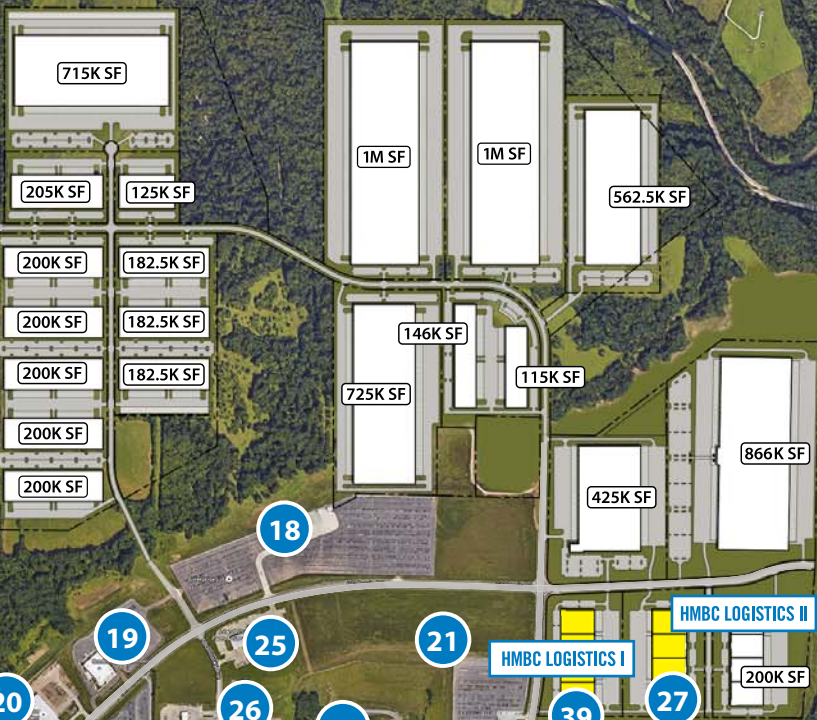 715K SF
1M SF
1M SF
205K SF
125K SF
562.5K SF
200K SF
182.5K SF
200K SF
182.5K SF
146K SF
200K SF
182.5K SF
115K SF
725K SF
200K SF
866K SF
200K SF
425K SF
18
HMBC LOGISTICS II
19
25
21
HMBC LOGISTICS I
200K SF
20
26
39
27